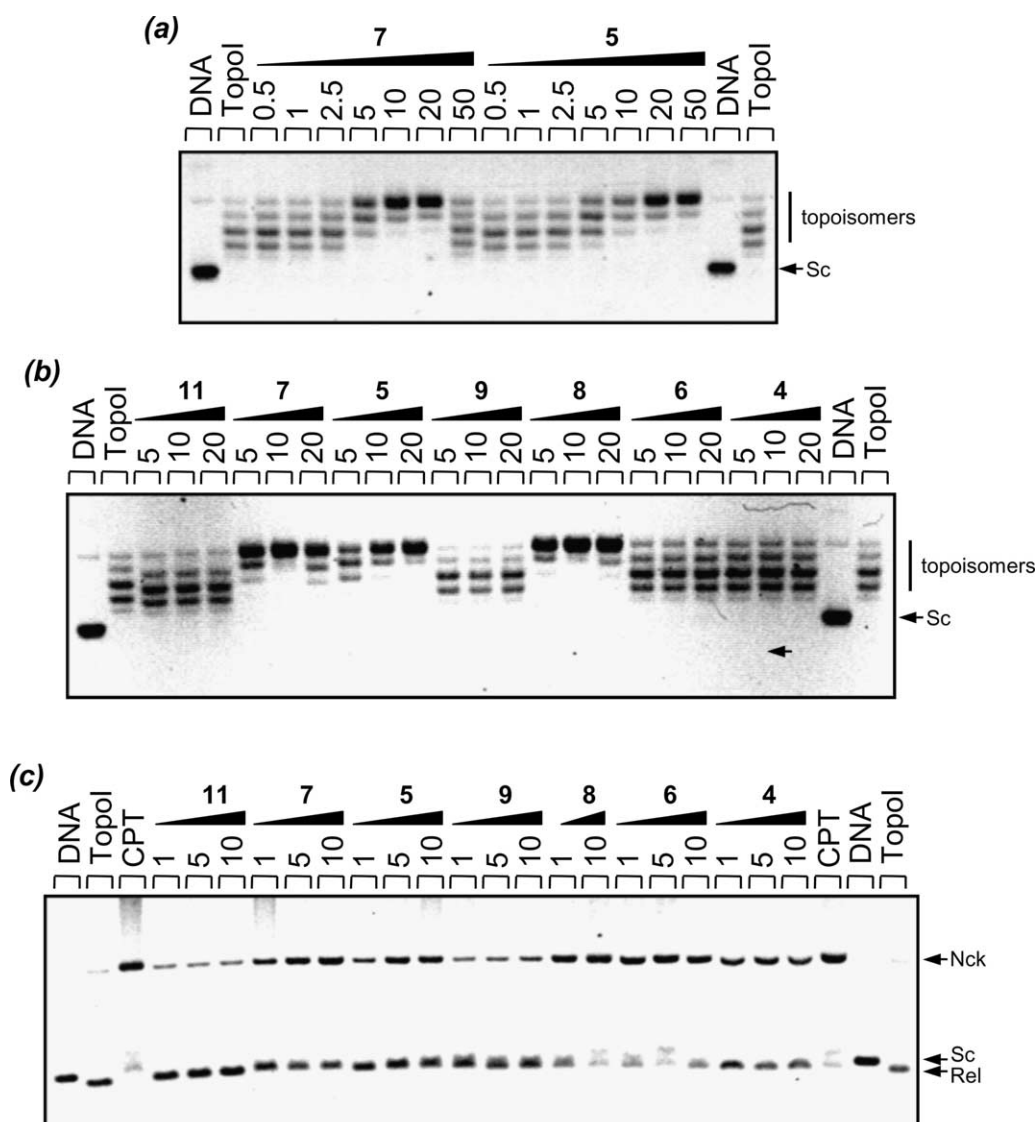 (a)
7 5
DNA TopoI 0.5 1 2.5 5 10 20 50 0.5 1 2.5 5 10 20 50 DNA TopoI
topoisomers
Sc
(b)
11 7 5 9 8 6 4
DNA TopoI 5 10 20 5 10 20 5 10 20 5 10 20 5 10 20 5 10 20 5 10 20 DNA TopoI
topoisomers
Sc
(c)
11 7 5 9 8 6 4
DNA TopoI CPT 1 5 10 1 5 10 1 5 10 1 5 10 1 10 1 5 10 1 5 10 CPT DNA TopoI
Nck
Sc
Rel